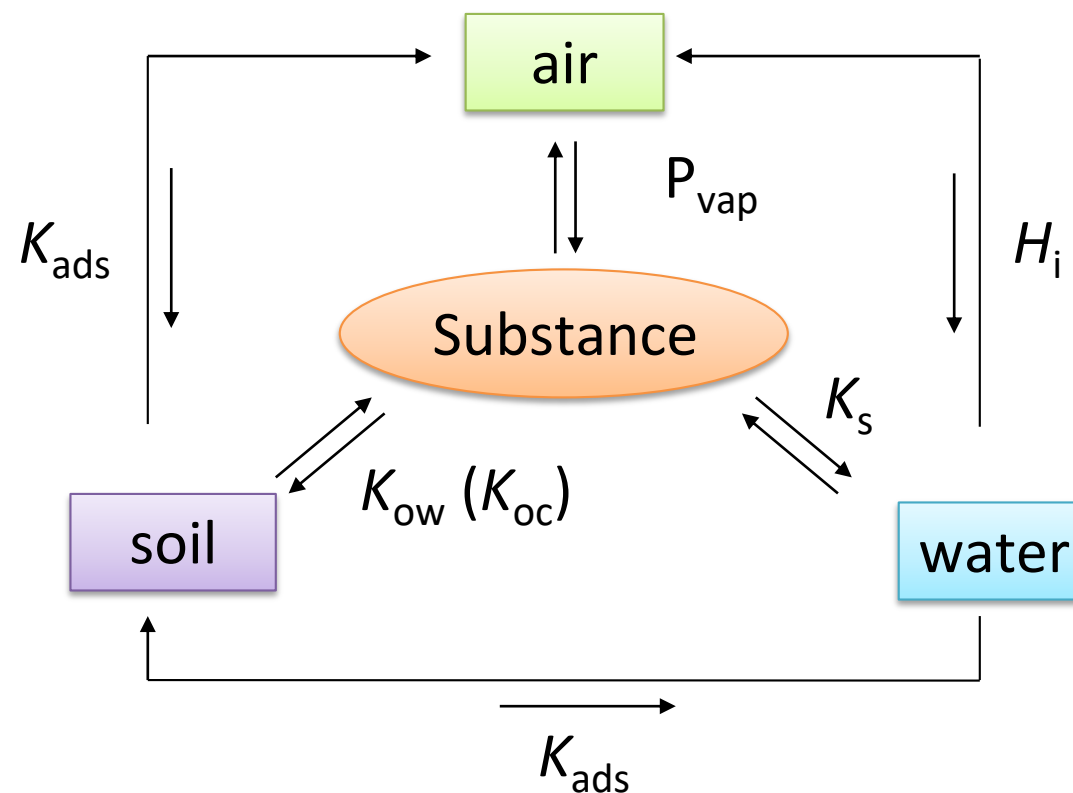 air
P_vap
K_ads
H_i
Substance
K_s
K_ow (K_oc)
soil
water
K_ads